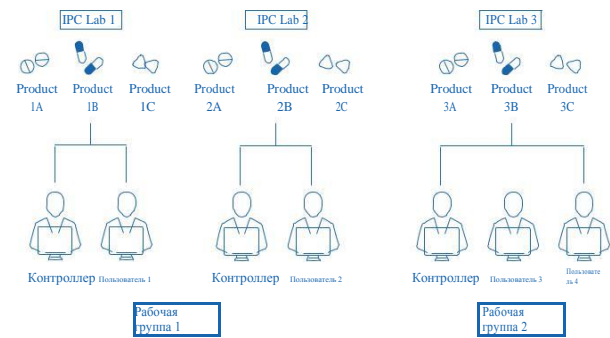 IPC Lab 1
IPC Lab 2
IPC Lab 3
Product 1A
Product 1B
Product 1C
Product 2A
Product 2B
Product 2C
Product 3A
Product 3B
Product 3C
Контроллер
Пользователь 1
Контроллер
Пользователь 2
Контроллер
Пользователь 3
Пользовате
ль 4
Рабочая
группа 1
Рабочая
группа 2